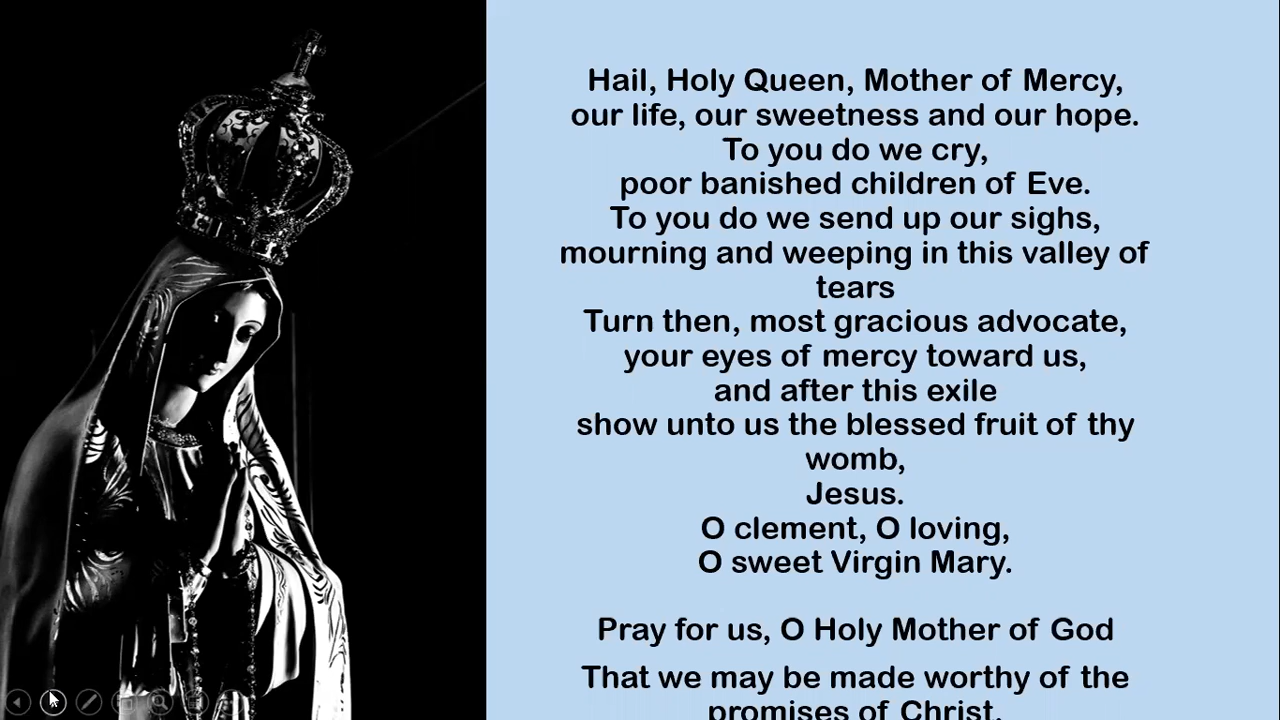 Hail, Holy Queen, Mother of Mercy,
our life, our sweetness and our hope.
To you do we cry,
poor banished children of Eve.
To you do we send up our sighs,
mourning and weeping in this valley of
tears
Turn then, most gracious advocate,
your eyes of mercy toward us,
and after this exile
show unto us the blessed fruit of thy
womb,
Jesus.
O clement, O loving,
O sweet Virgin Mary.
Pray for us, O Holy Mother of God
That we may be made worthy of the
promises of Christ.